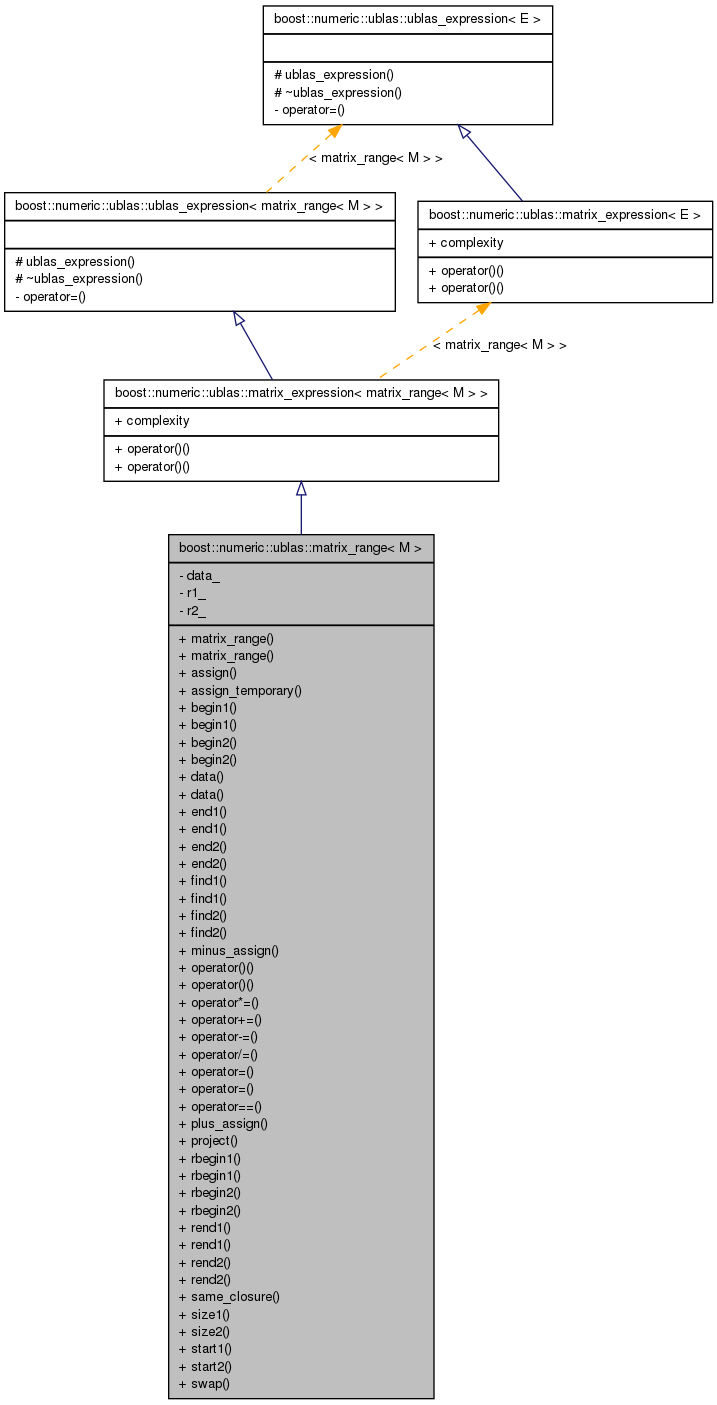 boost::numeric::ublas::ublas_expression< E >
# ublas_expression()
# ~ublas_expression()
- operator=()
< matrix_range< M > >
boost::numeric::ublas::ublas_expression< matrix_range< M > >
# ublas_expression()
# ~ublas_expression()
- operator=()
boost::numeric::ublas::matrix_expression< E >
+ complexity
+ operator()()
+ operator()()
< matrix_range< M > >
boost::numeric::ublas::matrix_expression< matrix_range< M > >
+ complexity
+ operator()()
+ operator()()
boost::numeric::ublas::matrix_range< M >
- data_
- r1_
- r2_
+ matrix_range()
+ matrix_range()
+ assign()
+ assign_temporary()
+ begin1()
+ begin1()
+ begin2()
+ begin2()
+ data()
+ data()
+ end1()
+ end1()
+ end2()
+ end2()
+ find1()
+ find1()
+ find2()
+ find2()
+ minus_assign()
+ operator()()
+ operator()()
+ operator*=()
+ operator+=()
+ operator-=()
+ operator/=()
+ operator=()
+ operator=()
+ operator==()
+ plus_assign()
+ project()
+ rbegin1()
+ rbegin1()
+ rbegin2()
+ rbegin2()
+ rend1()
+ rend1()
+ rend2()
+ rend2()
+ same_closure()
+ size1()
+ size2()
+ start1()
+ start2()
+ swap()